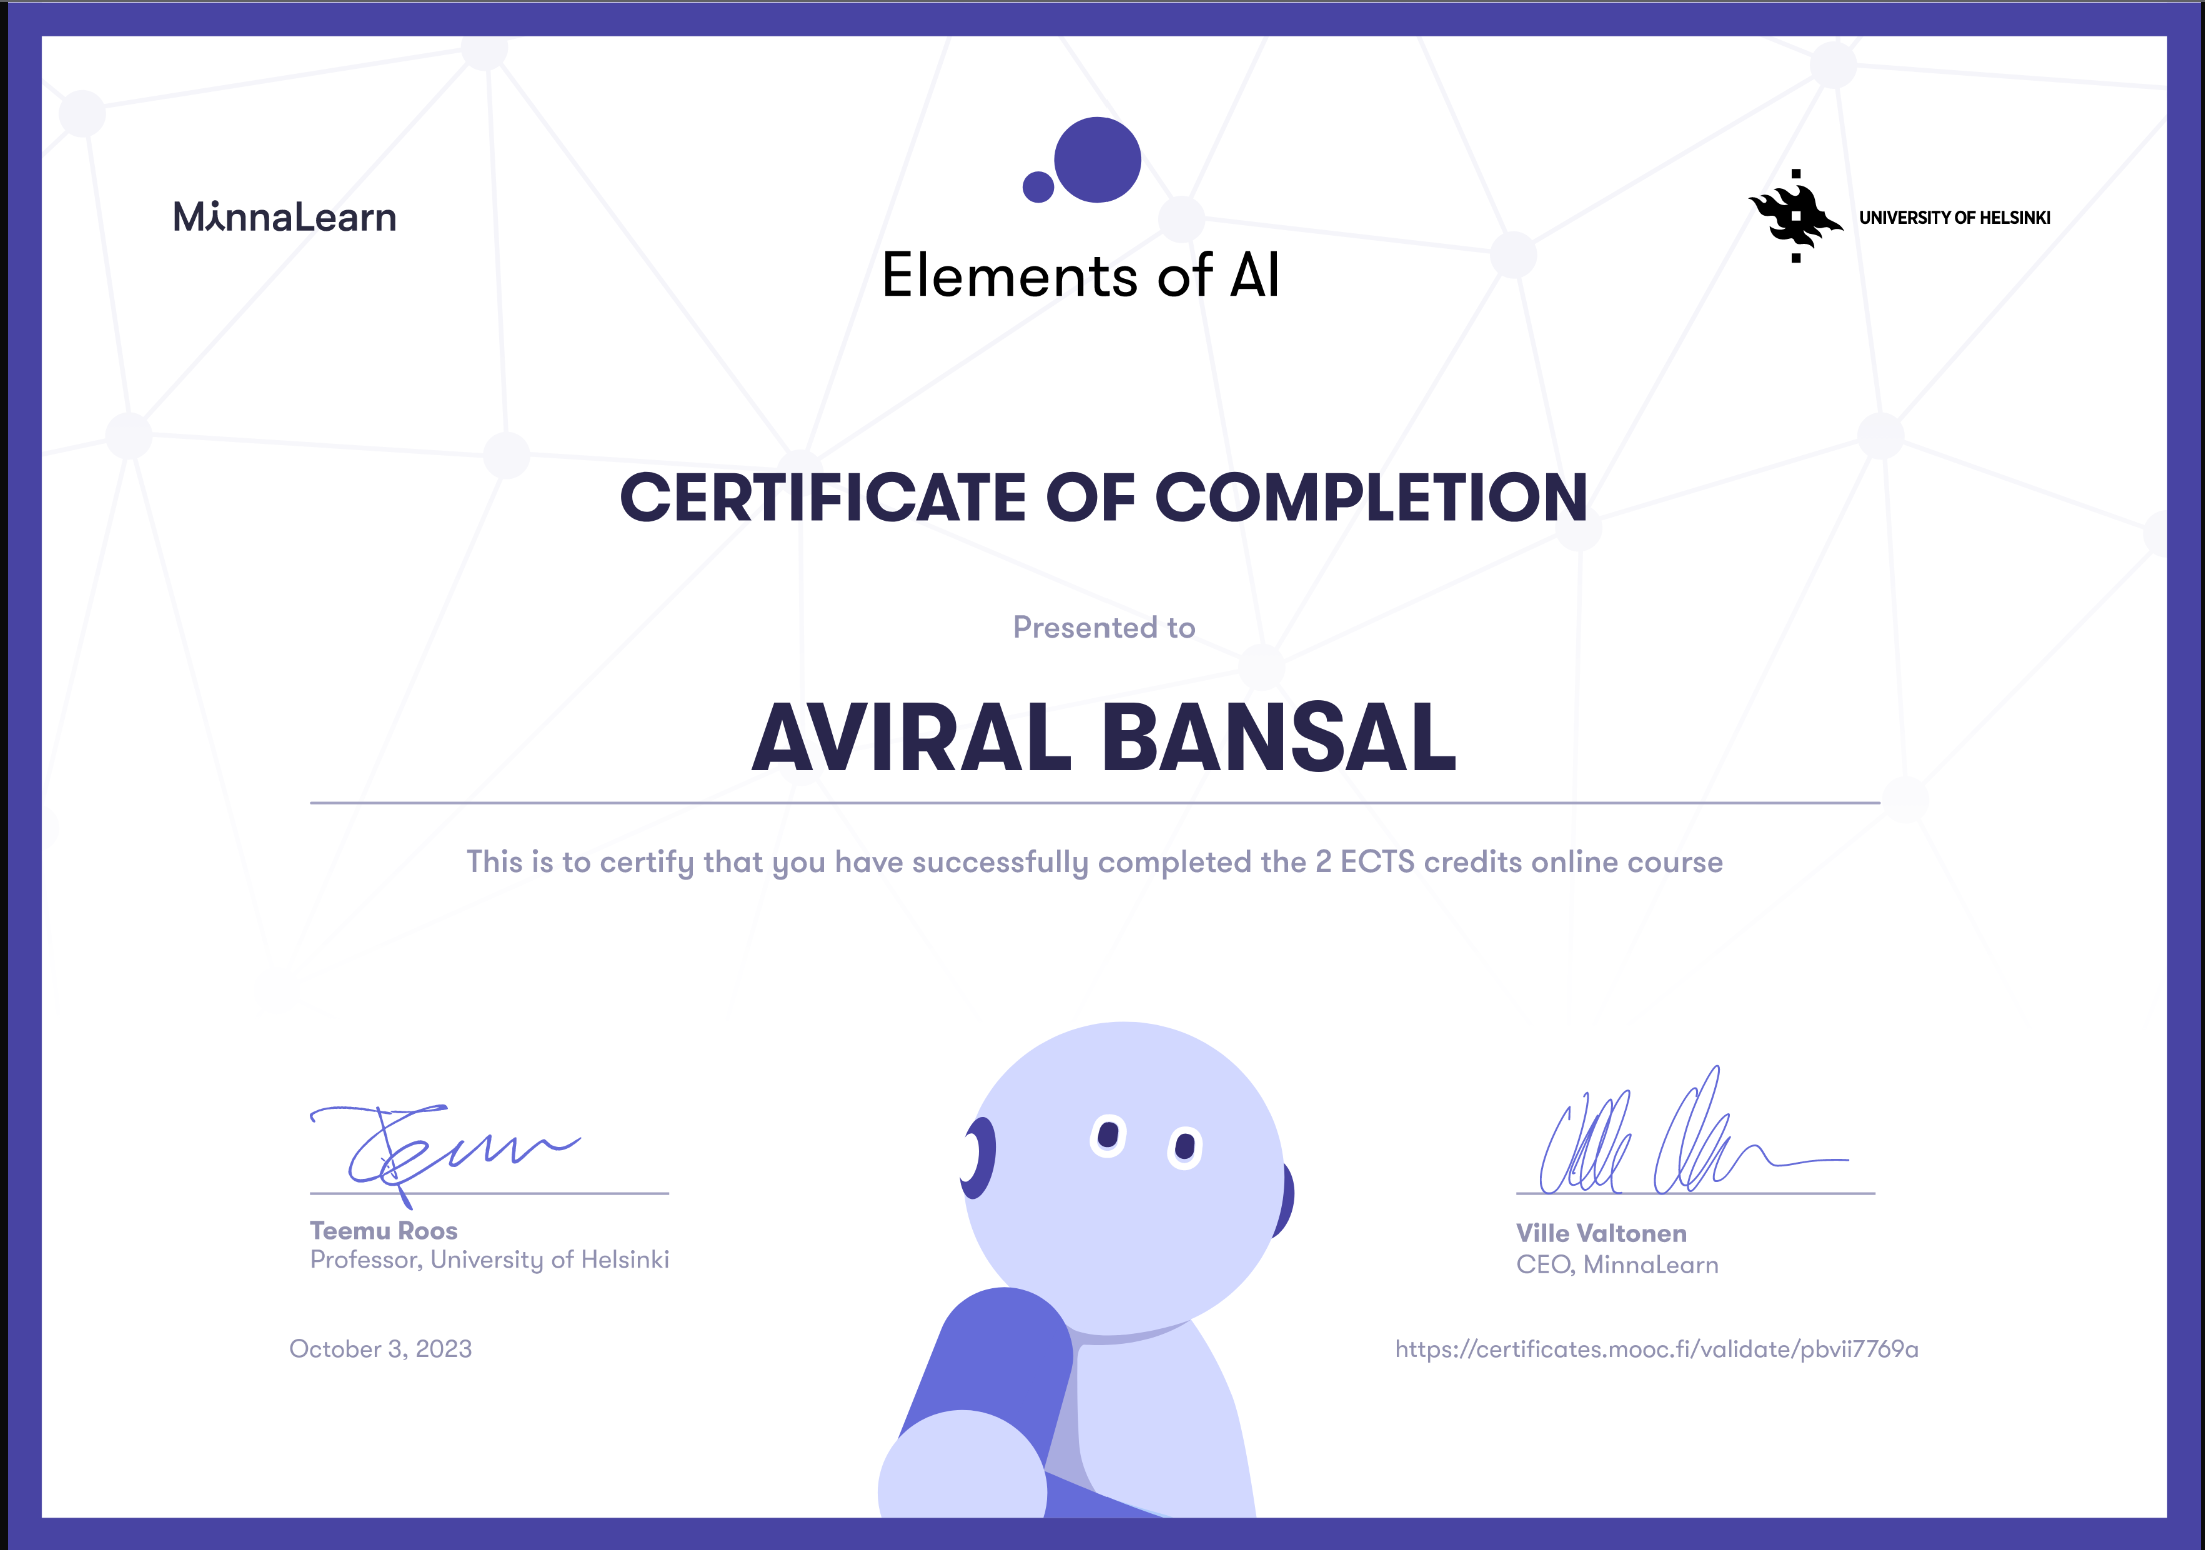 MinnaLearn
Elements of AI
UNIVERSITY OF HELSINKI
CERTIFICATE OF COMPLETION
Presented to
AVIRAL BANSAL
This is to certify that you have successfully completed the 2 ECTS credits online course
Teemu Roos
Professor, University of Helsinki
Ville Valtonen
CEO, MinnaLearn
October 3, 2023
https://certificates.mooc.fi/validate/pbvii7769a